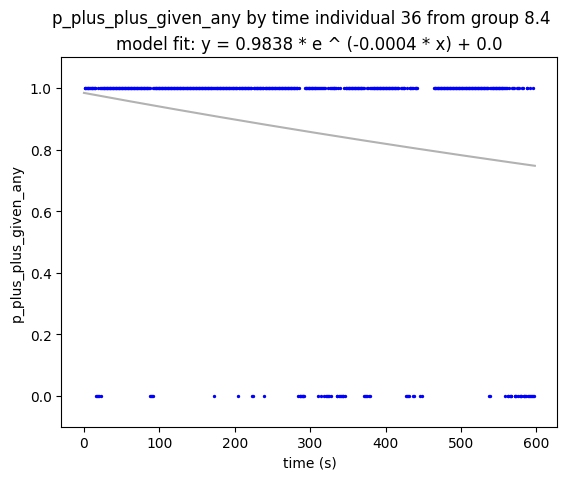 p_plus_plus_given_any by time individual 36 from group 8.4
model fit: y = 0.9838 * e ^ (-0.0004 * x) + 0.0
1.0
0.8
0.6
0.4
0.2
0.0
p_plus_plus_given_any
0 100 200 300 400 500 600
time (s)